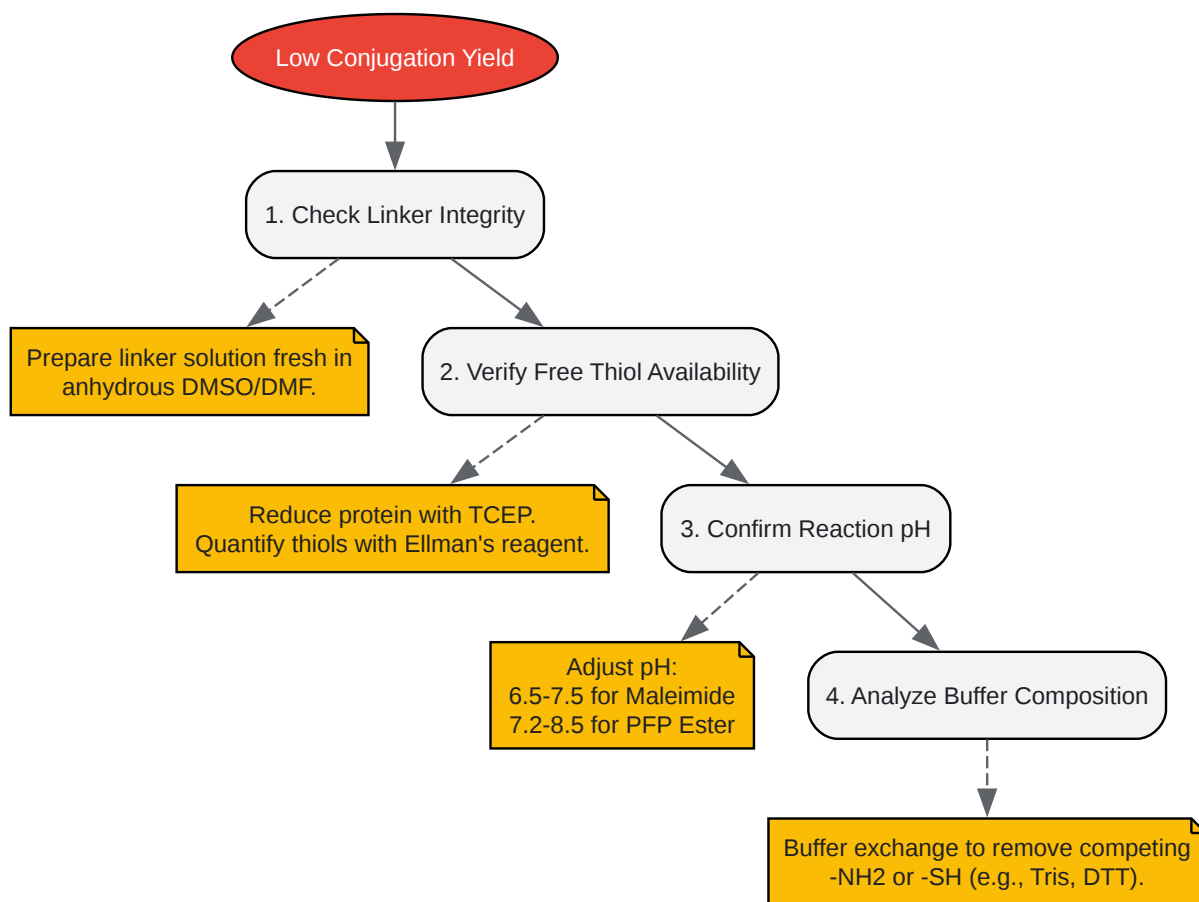 Low Conjugation Yield
1. Check Linker Integrity
Prepare linker solution fresh in
anhydrous DMSO/DMF.
2. Verify Free Thiol Availability
Reduce protein with TCEP.
Quantify thiols with Ellman's reagent.
3. Confirm Reaction pH
Adjust pH:
6.5-7.5 for Maleimide
7.2-8.5 for PFP Ester
4. Analyze Buffer Composition
Buffer exchange to remove competing
-NH2 or -SH (e.g., Tris, DTT).